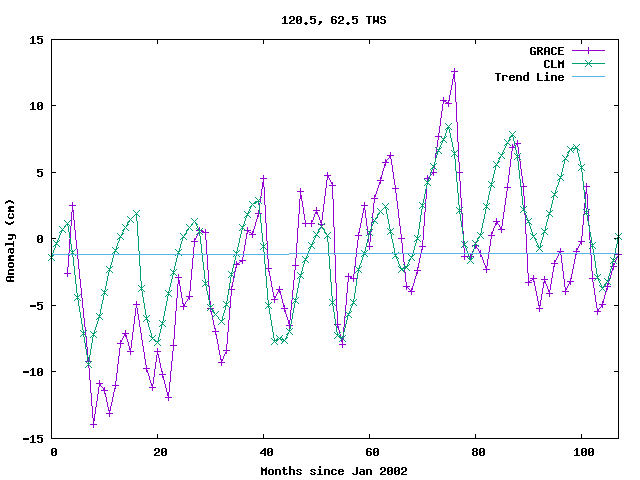 120.5, 62.5 TWS
GRACE
CLM
Trend Line
15
10
5
0
-5
-10
-15
Anomaly (cm)
0 20 40 60 80 100
Months since Jan 2002